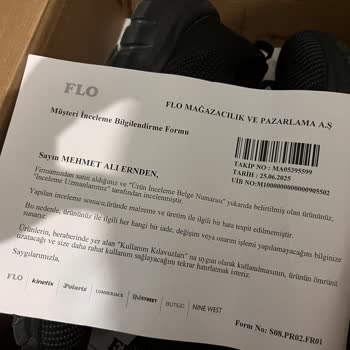 FLO
FLO MAĞAZACILIK VE PAZARLAMA A.Ş
Müşteri İnceleme Bilgilendirme Formu
TAKİP NO : MA05595599
TARİH : 25.06.2025
UİB NO:M1000000000000905502
Sayın MEHMET ALİ ERNDEN,
Firmamızdan satın aldığınız ve "Ürün İnceleme Belge Numarası" yukarıda belirtilmiş olan ürününüz,
"İnceleme Uzmanlarımız" tarafından incelenmiştir.
Yapılan inceleme sonucu,üründe malzeme ve üretim ile ilgili bir hata tespit edilmemiştir.
Bu nedenle, ürününüz ile ilgili her hangi bir iade, değişim veya onarım işlemi yapılamayacağını bilginize
sunarız.
Ürünlerin, beraberinde yer alan "Kullanım Kılavuzları" na uygun olarak kullanılmasının, ürünün ömrünü
uzatacağı ve size daha rahat kullanım sağlayacağını tekrar hatırlatmak isteriz.
Saygılarımızla,
FLO kinetix Polaris LUMBERJACK INSTREET BUTIGO NINE WEST
Form No: S08.PR02.FR01